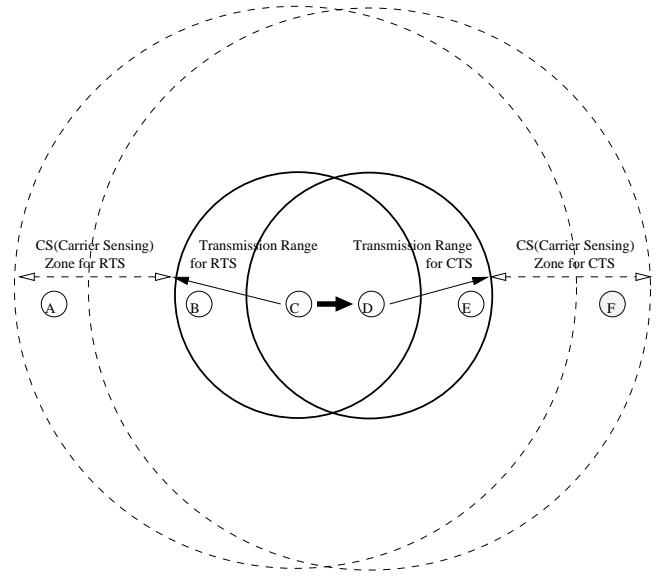 CS(Carrier Sensing)
Zone for RTS
Transmission Range
for RTS
Transmission Range
for CTS
CS(Carrier Sensing)
Zone for CTS
A
B
C
D
E
F